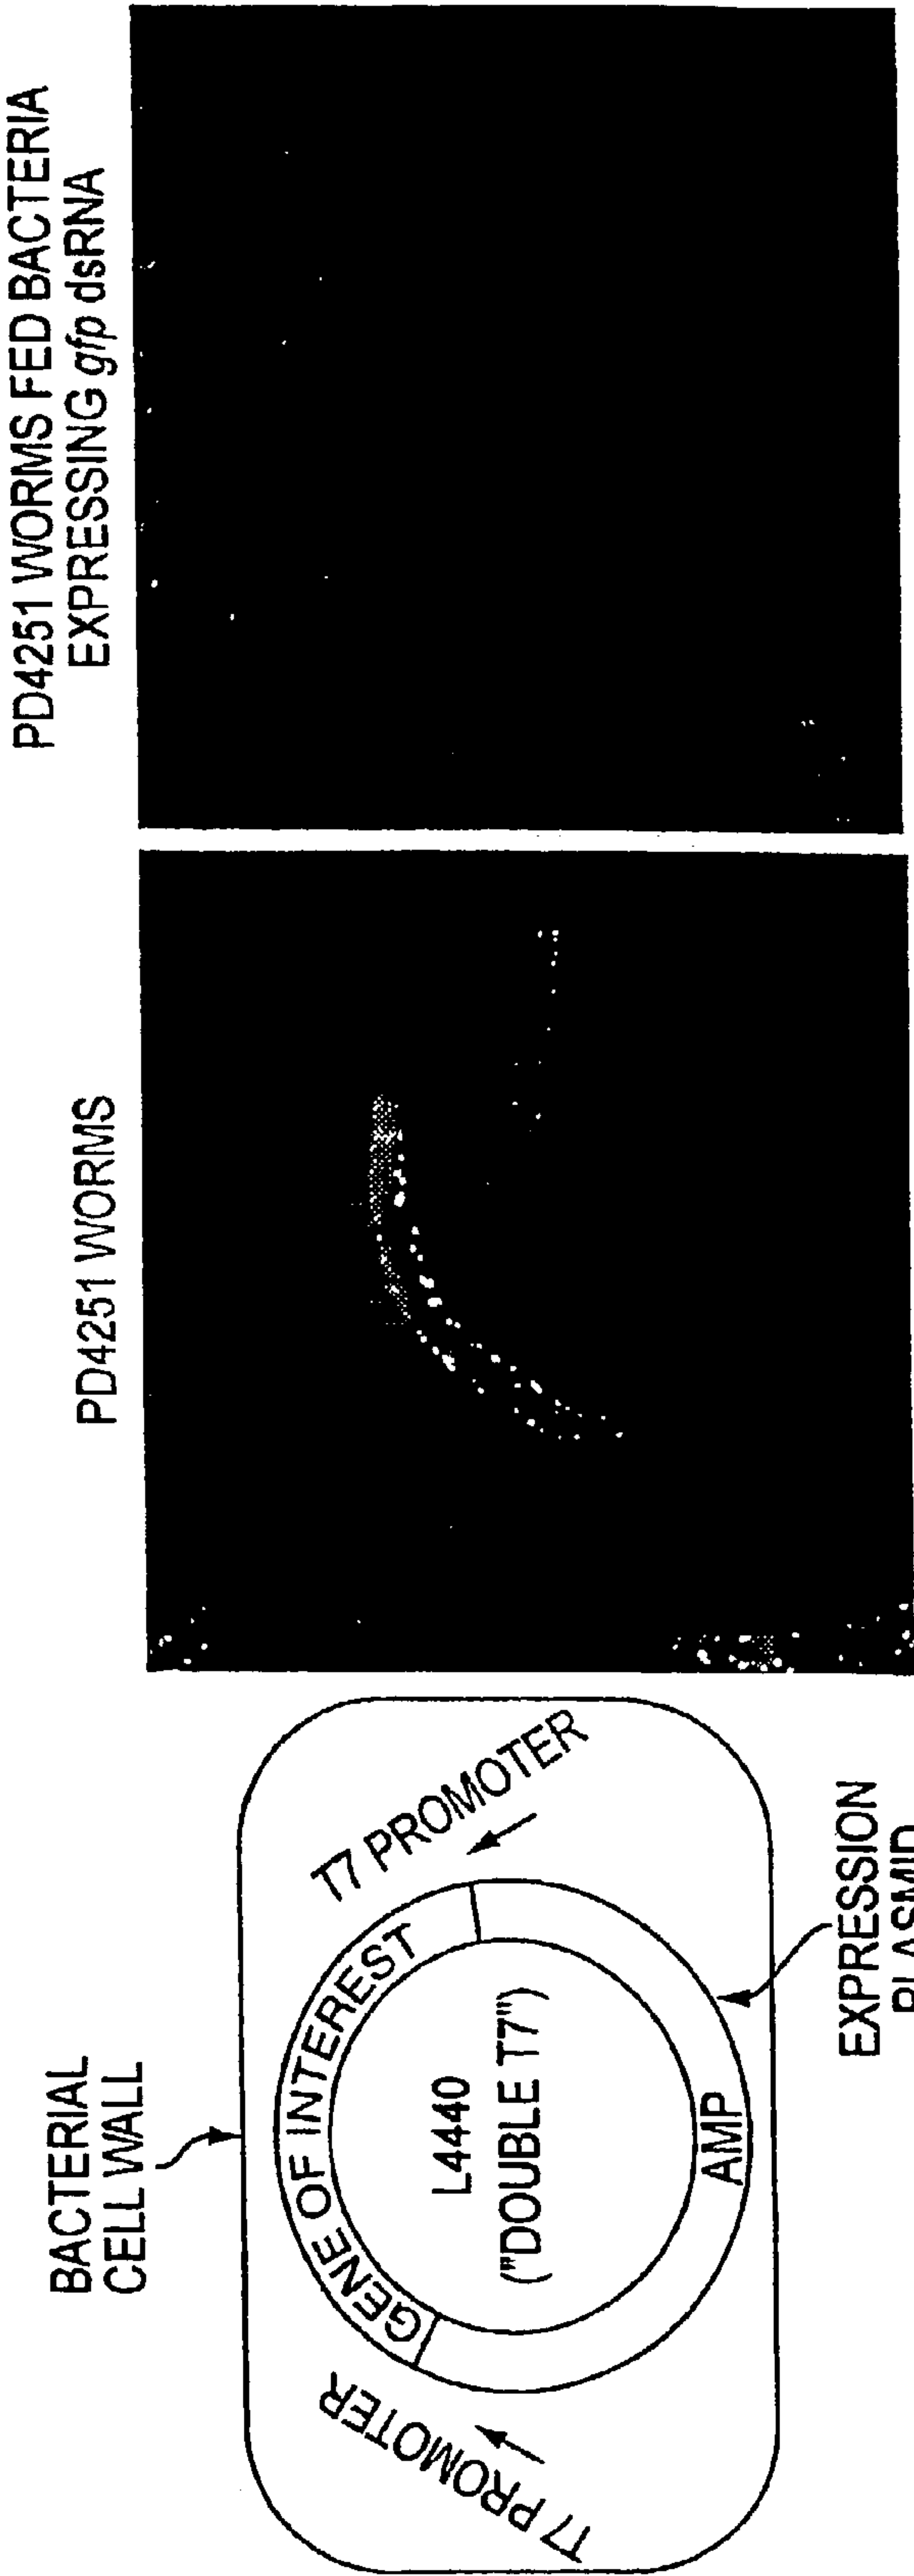 BACTERIAL
CELL WALL
T7 PROMOTER
GENE OF INTEREST
T7 PROMOTER
L4440
("DOUBLE T7")
AMP
EXPRESSION
PLASMID
PD4251 WORMS
PD4251 WORMS FED BACTERIA
EXPRESSING gfp dsRNA